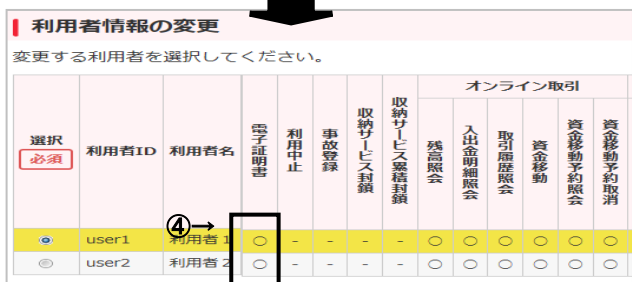 利用者情報の変更
変更する利用者を選択してください。
選択
必須
利用者ID
利用者名
電子証明書
利用中止
事故登録
収納サービス封鎖
収納サービス累積封鎖
オンライン取引
残高照会
入出金明細照会
取引履歴照会
資金移動
資金移動予約照会
資金移動予約取消
④→
user1 利用者1 ○ - - - - ○ ○ ○ ○ ○ ○
user2 利用者2 ○ - - - - ○ ○ ○ ○ ○ ○